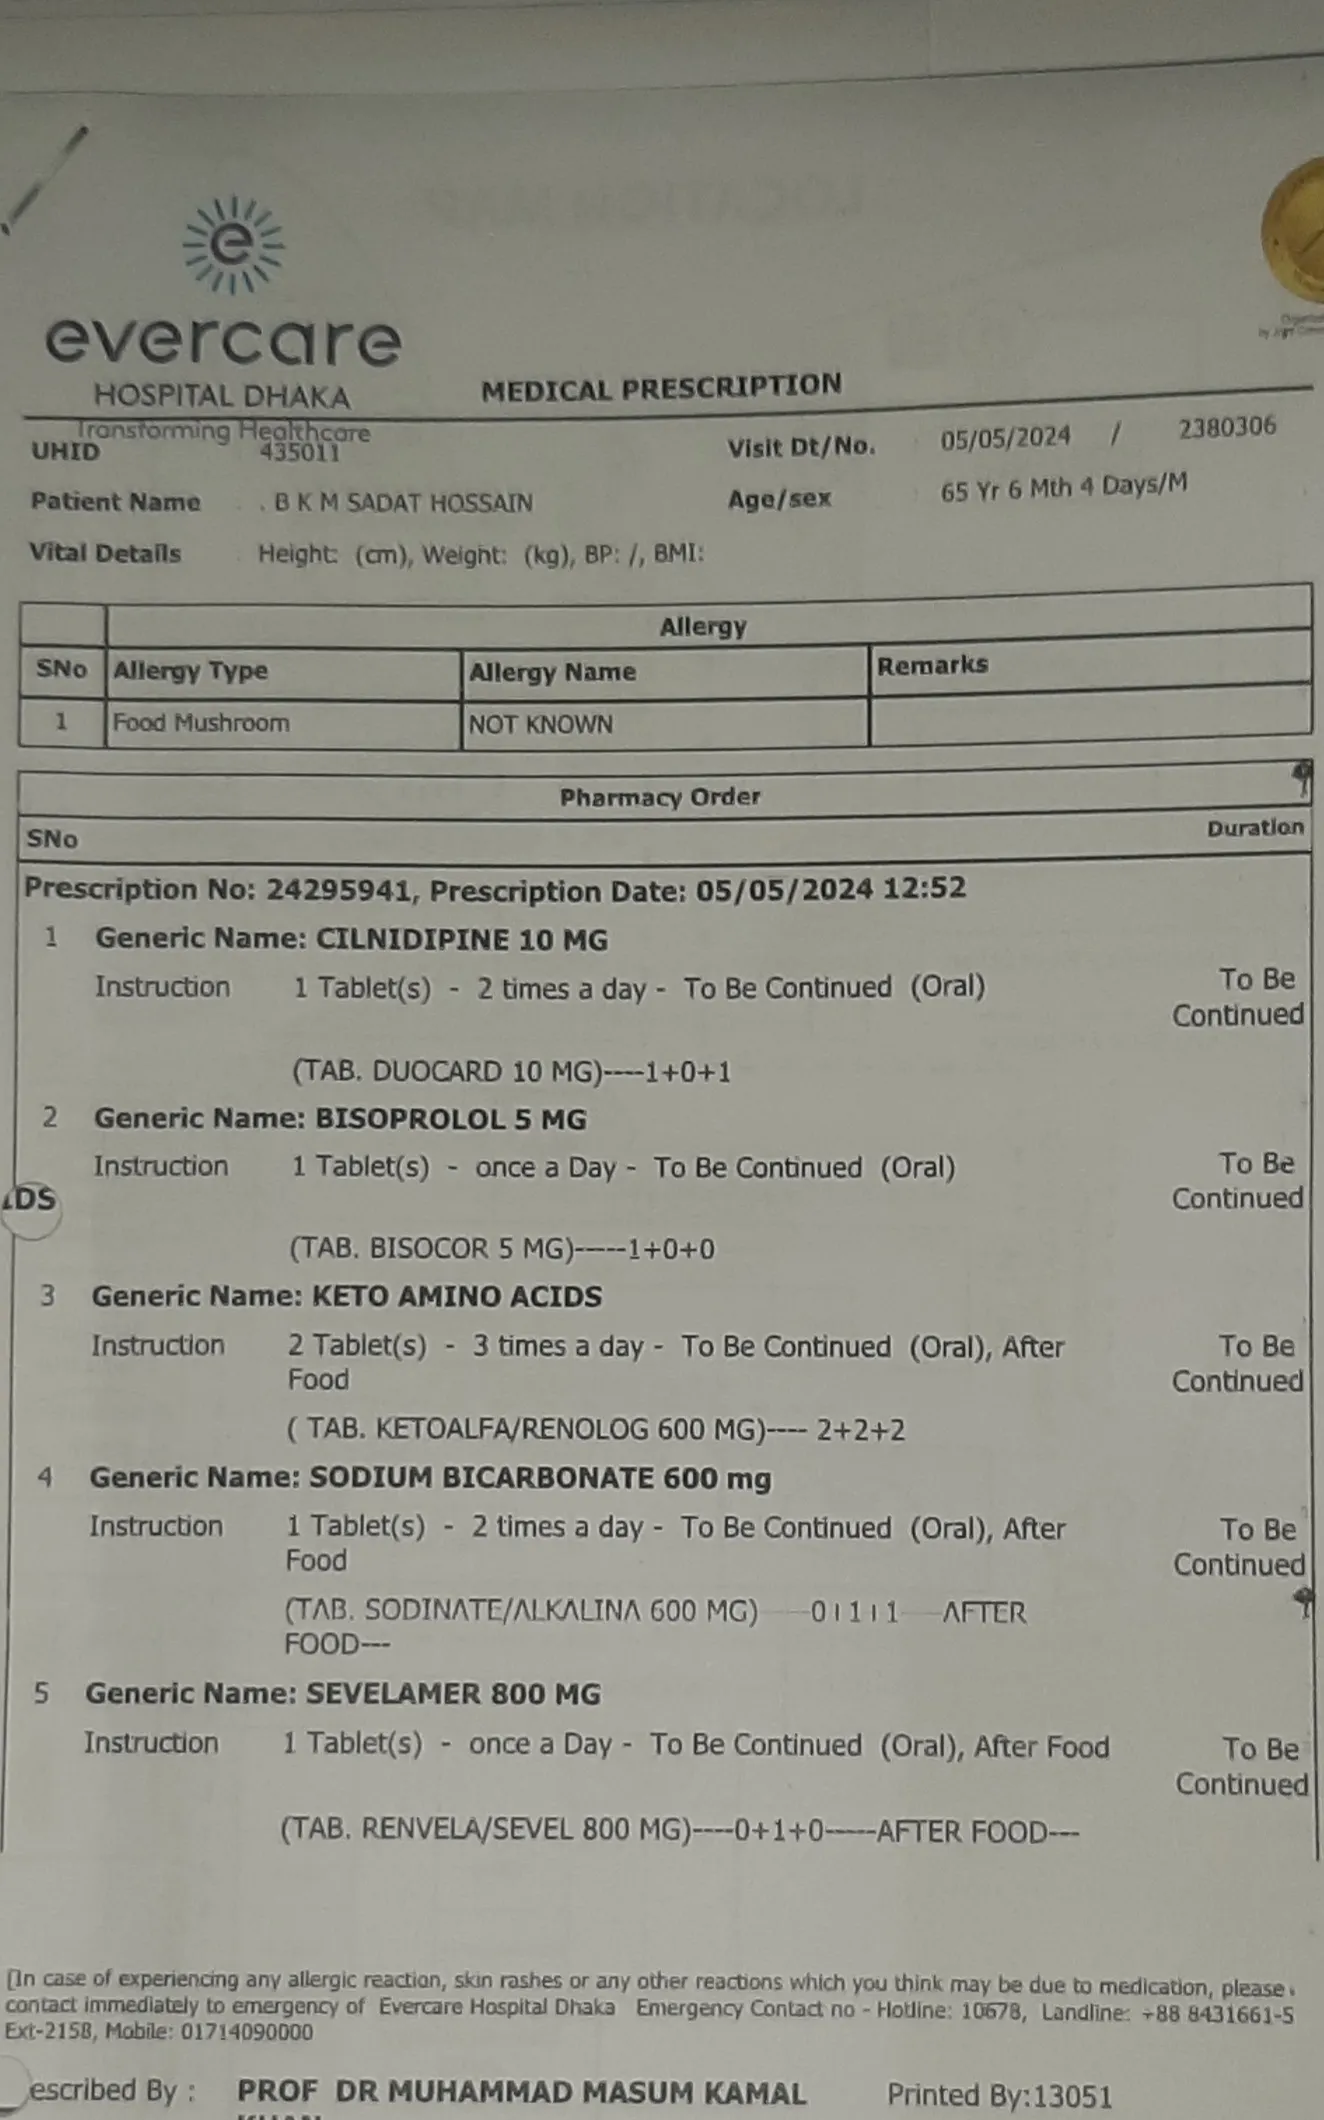 e
evercare
HOSPITAL DHAKA
MEDICAL PRESCRIPTION
Transforming Healthcare
UHID 435011 Visit Dt/No. 05/05/2024 / 2380306
Patient Name . B K M SADAT HOSSAIN Age/sex 65 Yr 6 Mth 4 Days/M
Vital Details Height: (cm), Weight: (kg), BP: /, BMI:
Allergy
SNo Allergy Type Allergy Name Remarks
1 Food Mushroom NOT KNOWN
Pharmacy Order
SNo Duration
Prescription No: 24295941, Prescription Date: 05/05/2024 12:52
1 Generic Name: CILNIDIPINE 10 MG
Instruction 1 Tablet(s) - 2 times a day - To Be Continued (Oral) To Be
Continued
(TAB. DUOCARD 10 MG)----1+0+1
2 Generic Name: BISOPROLOL 5 MG
Instruction 1 Tablet(s) - once a Day - To Be Continued (Oral) To Be
Continued
DS
(TAB. BISOCOR 5 MG)-----1+0+0
3 Generic Name: KETO AMINO ACIDS
Instruction 2 Tablet(s) - 3 times a day - To Be Continued (Oral), After To Be
Food Continued
( TAB. KETOALFA/RENOLOG 600 MG)---- 2+2+2
4 Generic Name: SODIUM BICARBONATE 600 mg
Instruction 1 Tablet(s) - 2 times a day - To Be Continued (Oral), After To Be
Food Continued
(TAB. SODINATE/ALKALINA 600 MG) 0+1+1 AFTER
FOOD---
5 Generic Name: SEVELAMER 800 MG
Instruction 1 Tablet(s) - once a Day - To Be Continued (Oral), After Food To Be
Continued
(TAB. RENVELA/SEVEL 800 MG)----0+1+0-----AFTER FOOD---
[In case of experiencing any allergic reaction, skin rashes or any other reactions which you think may be due to medication, please
contact immediately to emergency of Evercare Hospital Dhaka Emergency Contact no - Hotline: 10678, Landline: +88 8431661-5
Ext-2158, Mobile: 01714090000
escribed By : PROF DR MUHAMMAD MASUM KAMAL Printed By:13051